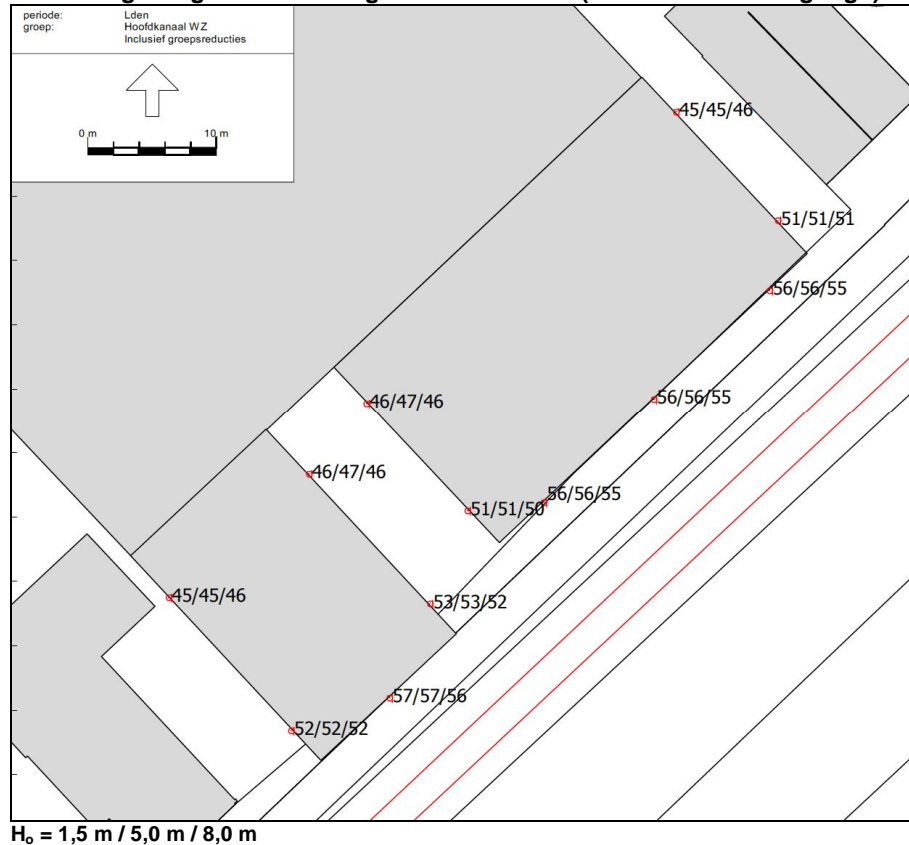 periode: Lden
groep: Hoofdkanaal WZ
Inclusief groepsreducties
0 m 10 m
45/45/46
51/51/51
56/56/55
56/56/55
46/47/46
46/47/46
56/56/55
51/51/50
45/45/46
53/53/52
57/57/56
52/52/52
Ho = 1,5 m / 5,0 m / 8,0 m